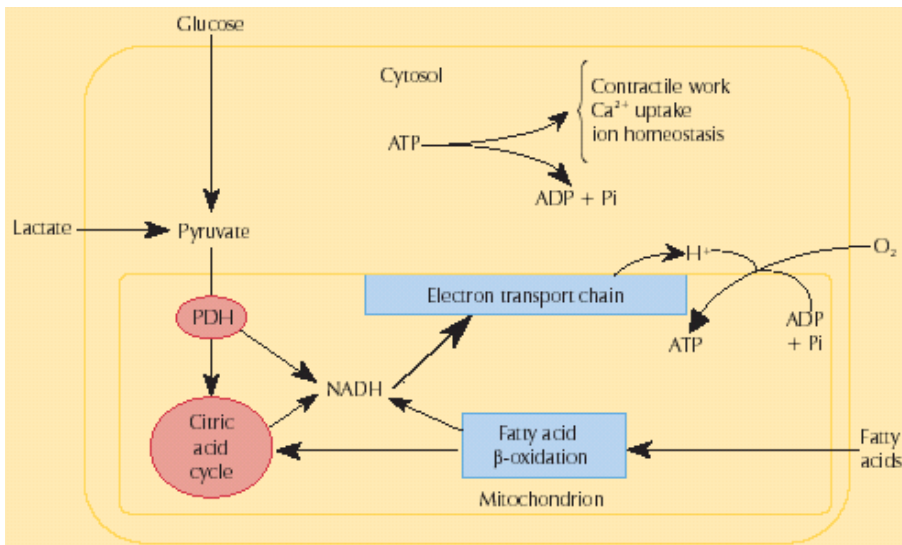 Glucose
Cytosol
Contractile work
Ca²⁺ uptake
ion homeostasis
ATP
ADP + Pi
Lactate
Pyruvate
H⁺
O₂
Electron transport chain
PDH
ATP
ADP
+ Pi
NADH
Citric
acid
cycle
Fatty acid
β-oxidation
Fatty
acids
Mitochondrion